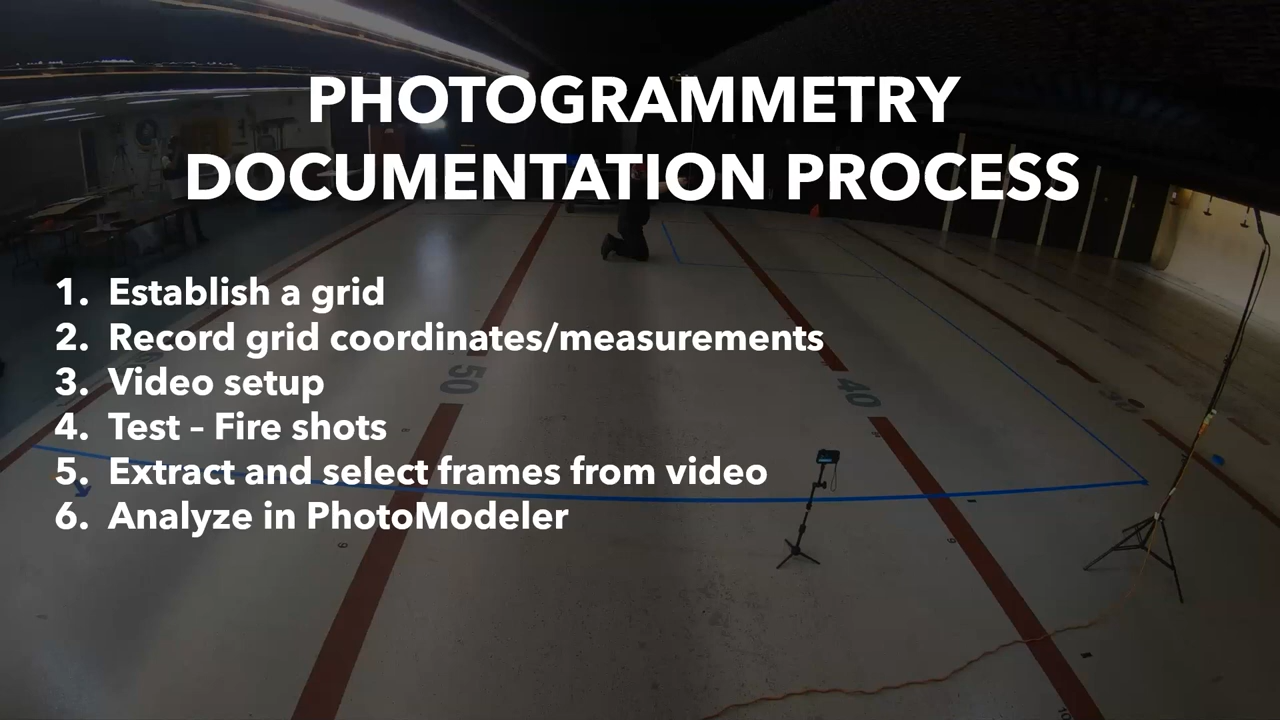 PHOTOGRAMMETRY
DOCUMENTATION PROCESS
1. Establish a grid
2. Record grid coordinates/measurements
3. Video setup
4. Test – Fire shots
5. Extract and select frames from video
6. Analyze in PhotoModeler
50
40